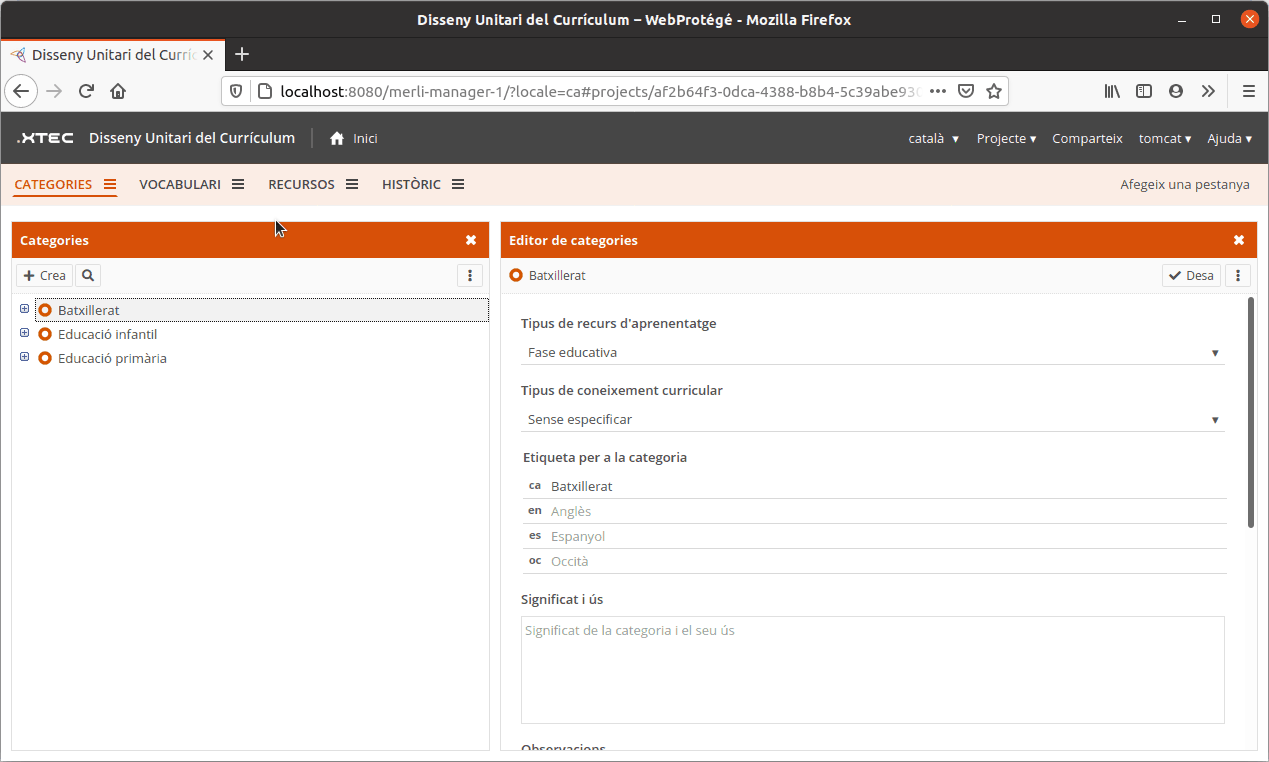 Disseny Unitari del Currículum – WebProtégé - Mozilla Firefox
Disseny Unitari del Curríc
localhost:8080/merli-manager-1/?locale=ca#projects/af2b64f3-0dca-4388-b8b4-5c39abe930
.XTEC Disseny Unitari del Currículum Inici català ▾ Projecte ▾ Comparteix tomcat ▾ Ajuda ▾
CATEGORIES VOCABULARI RECURSOS HISTÒRIC Afegeix una pestanya
Categories
Crea
Batxillerat
Educació infantil
Educació primària
Editor de categories
Batxillerat Desa
Tipus de recurs d'aprenentatge
Fase educativa
Tipus de coneixement curricular
Sense especificar
Etiqueta per a la categoria
ca Batxillerat
en Anglès
es Espanyol
oc Occità
Significat i ús
Significat de la categoria i el seu ús
Observacions